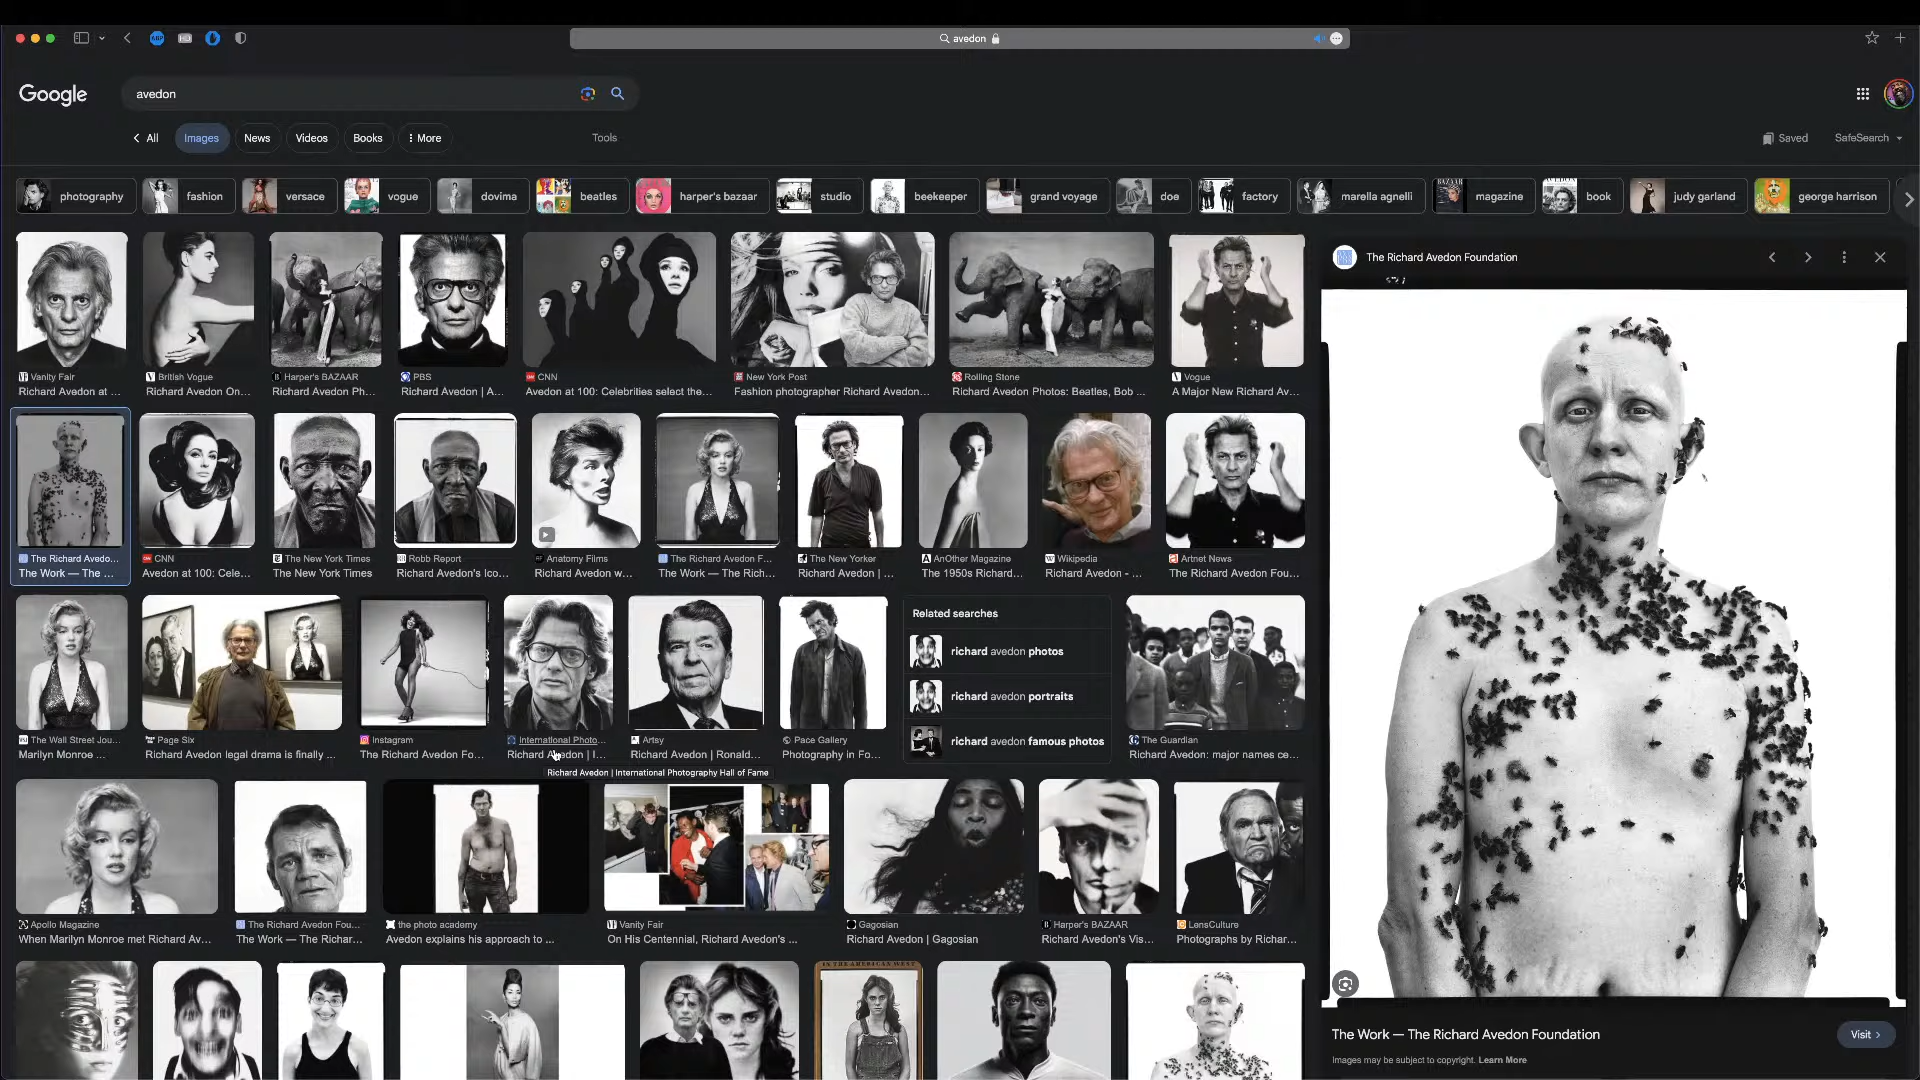 avedon
Google
avedon
All
Images
News
Videos
Books
More
Tools
Saved
SafeSearch
photography
fashion
versace
vogue
dovima
beatles
harper's bazaar
studio
beekeeper
grand voyage
doe
factory
marella agnelli
magazine
book
judy garland
george harrison
Vanity Fair
Richard Avedon at ...
British Vogue
Richard Avedon On...
Harper's BAZAAR
Richard Avedon Ph...
PBS
Richard Avedon | A...
CNN
Avedon at 100: Celebrities select the...
New York Post
Fashion photographer Richard Avedon...
Rolling Stone
Richard Avedon Photos: Beatles, Bob ...
Vogue
A Major New Richard Av...
The Richard Avedo...
The Work — The ...
CNN
Avedon at 100: Cele...
The New York Times
The New York Times
Robb Report
Richard Avedon's Ico...
Anatomy Films
Richard Avedon w...
The Richard Avedon F...
The Work — The Rich...
The New Yorker
Richard Avedon | ...
AnOther Magazine
The 1950s Richard...
Wikipedia
Richard Avedon - ...
Artnet News
The Richard Avedon Fou...
The Wall Street Jou...
Marilyn Monroe ...
Page Six
Richard Avedon legal drama is finally ...
Instagram
The Richard Avedon Fo...
International Photo...
Richard Avedon | I...
Richard Avedon | International Photography Hall of Fame
Artsy
Richard Avedon | Ronald...
Pace Gallery
Photography in Fo...
Related searches
richard avedon photos
richard avedon portraits
richard avedon famous photos
The Guardian
Richard Avedon: major names ce...
Apollo Magazine
When Marilyn Monroe met Richard Av...
The Richard Avedon Fou...
The Work — The Richar...
the photo academy
Avedon explains his approach to ...
Vanity Fair
On His Centennial, Richard Avedon's ...
Gagosian
Richard Avedon | Gagosian
Harper's BAZAAR
Richard Avedon's Vis...
LensCulture
Photographs by Richar...
IN THE AMERICAN WEST
The Richard Avedon Foundation
The Work — The Richard Avedon Foundation
Visit
Images may be subject to copyright. Learn More